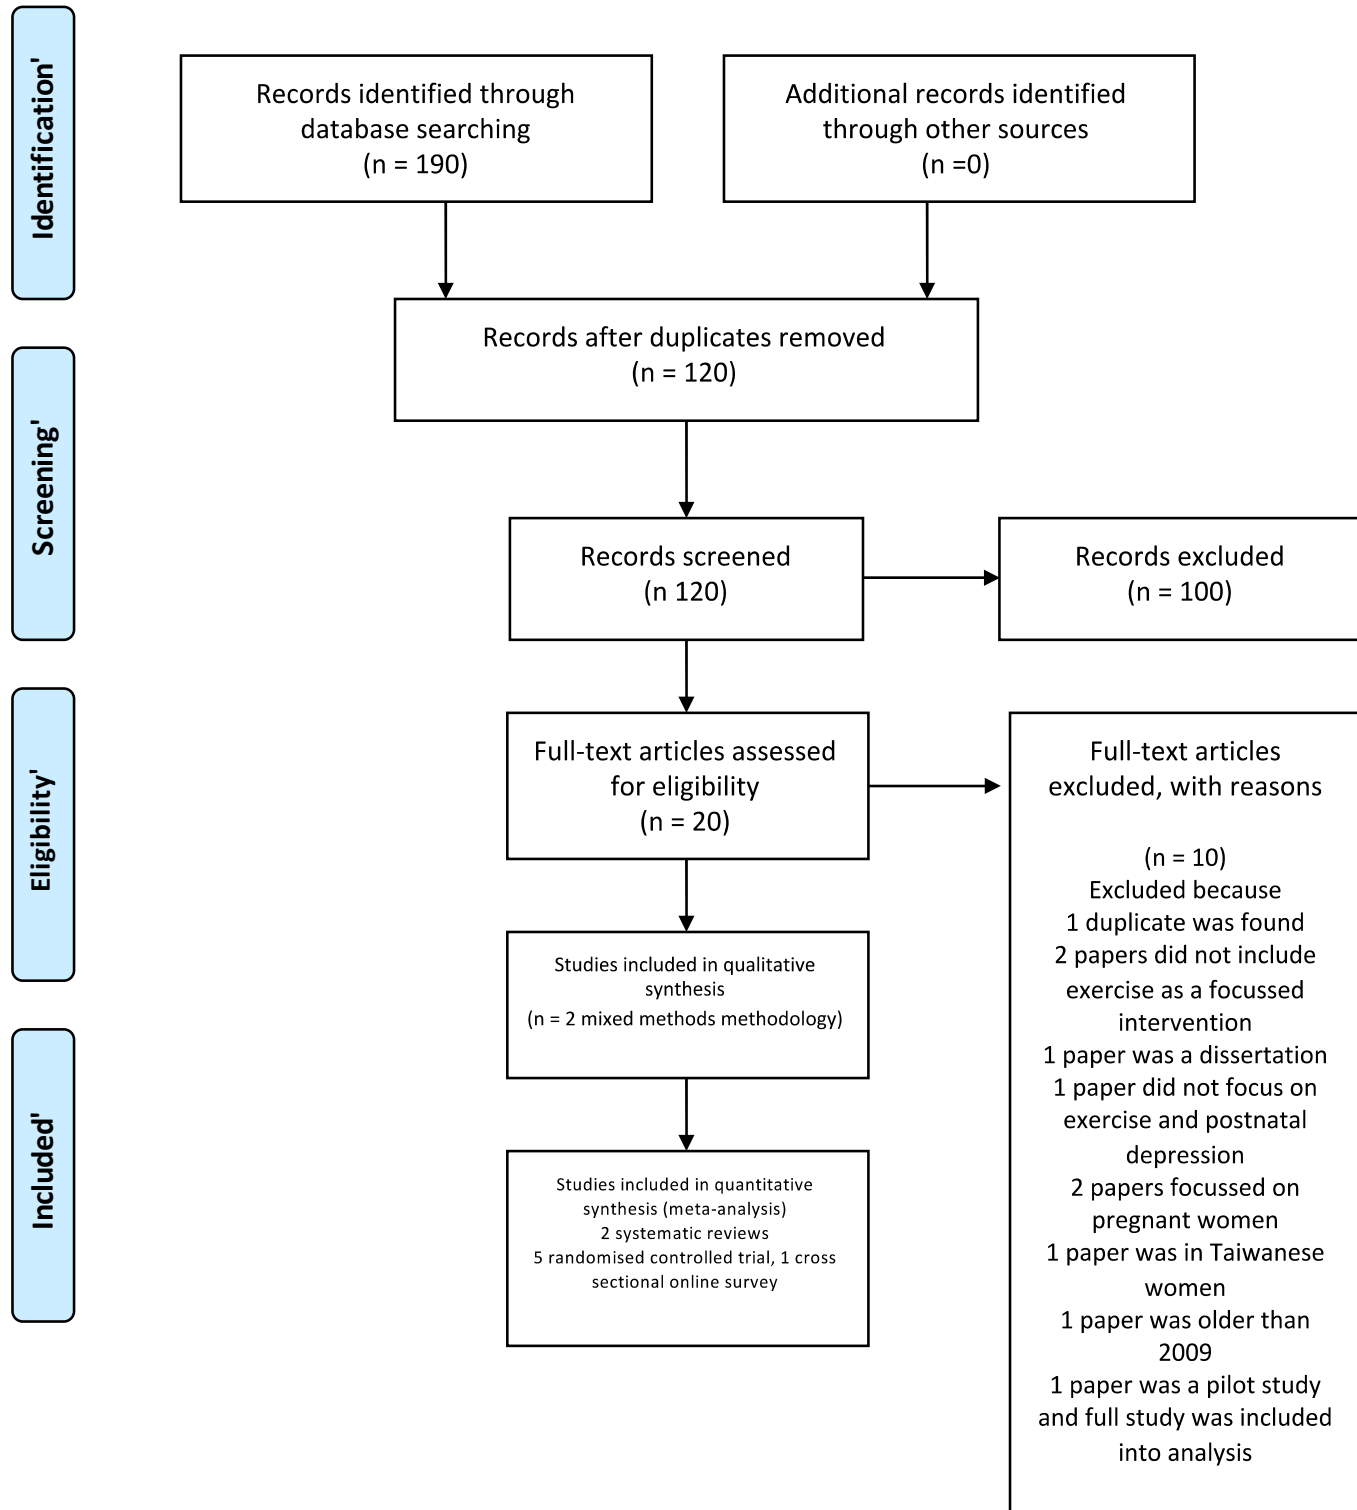 Identification'
Records identified through
database searching
(n = 190)
Additional records identified
through other sources
(n =0)
Records after duplicates removed
(n = 120)
Screening'
Records screened
(n 120)
Records excluded
(n = 100)
Eligibility'
Full-text articles assessed
for eligibility
(n = 20)
Full-text articles
excluded, with reasons
(n = 10)
Excluded because
1 duplicate was found
2 papers did not include
exercise as a focussed
intervention
1 paper was a dissertation
1 paper did not focus on
exercise and postnatal
depression
2 papers focussed on
pregnant women
1 paper was in Taiwanese
women
1 paper was older than
2009
1 paper was a pilot study
and full study was included
into analysis
Studies included in qualitative
synthesis
(n = 2 mixed methods methodology)
Included'
Studies included in quantitative
synthesis (meta-analysis)
2 systematic reviews
5 randomised controlled trial, 1 cross
sectional online survey